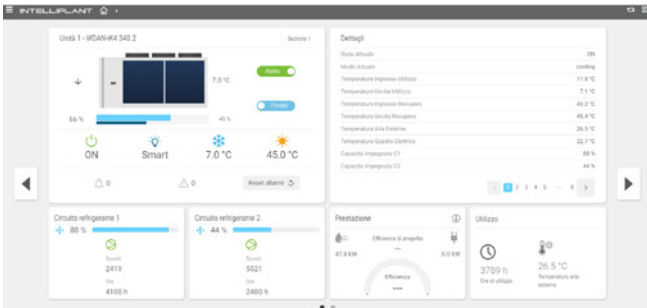 INTELLIPLANT
Unità 1 - WDAN-iK4 340.2
Sezione 1
7.0 °C
66 %
45 %
ON
Smart
7.0 °C
45.0 °C
0
0
Reset allarmi
Dettagli
Stato Attuale
ON
Modo Attuale
cooling
Temperatura Ingresso Utilizzo
11.9 °C
Temperatura Uscita Utilizzo
7.1 °C
Temperatura Ingresso Recupero
40.2 °C
Temperatura Uscita Recupero
45.4 °C
Temperatura Aria Esterna
26.5 °C
Temperatura Quadro Elettrico
32.7 °C
Capacità Impegnata C1
88 %
Capacità Impegnata C2
44 %
1 2 3 4 5 ... 8
Circuito refrigerante 1
88 %
Spunti
2419
Ore
4108 h
Circuito refrigerante 2
44 %
Spunti
5521
Ore
2480 h
Prestazione
Efficienza di progetto
---
47.8 kW
0.0 kW
Efficienza
----
Utilizzo
3789 h
Ore di utilizzo
26.5 °C
Temperatura aria
esterna